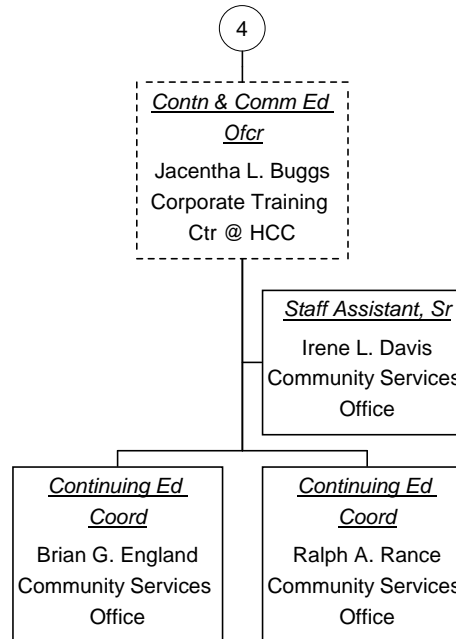 4
Contn & Comm Ed
Ofcr
Jacentha L. Buggs
Corporate Training
Ctr @ HCC
Staff Assistant, Sr
Irene L. Davis
Community Services
Office
Continuing Ed
Coord
Brian G. England
Community Services
Office
Continuing Ed
Coord
Ralph A. Rance
Community Services
Office